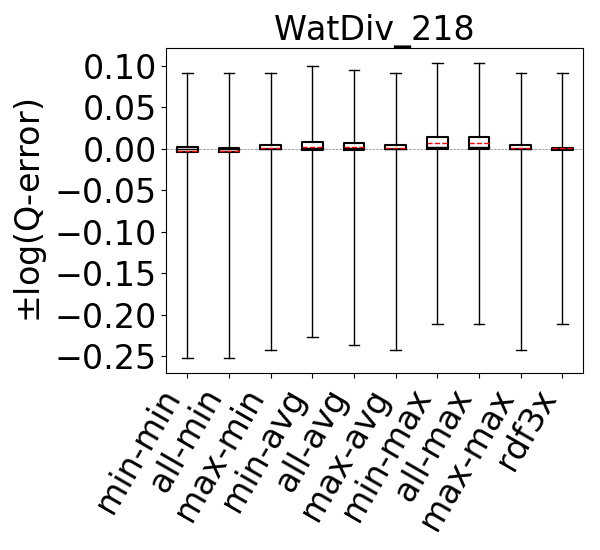 WatDiv_218
±log(Q-error)
0.10
0.05
0.00
−0.05
−0.10
−0.15
−0.20
−0.25
min-min
all-min
max-min
min-avg
all-avg
max-avg
min-max
all-max
max-max
rdf3x